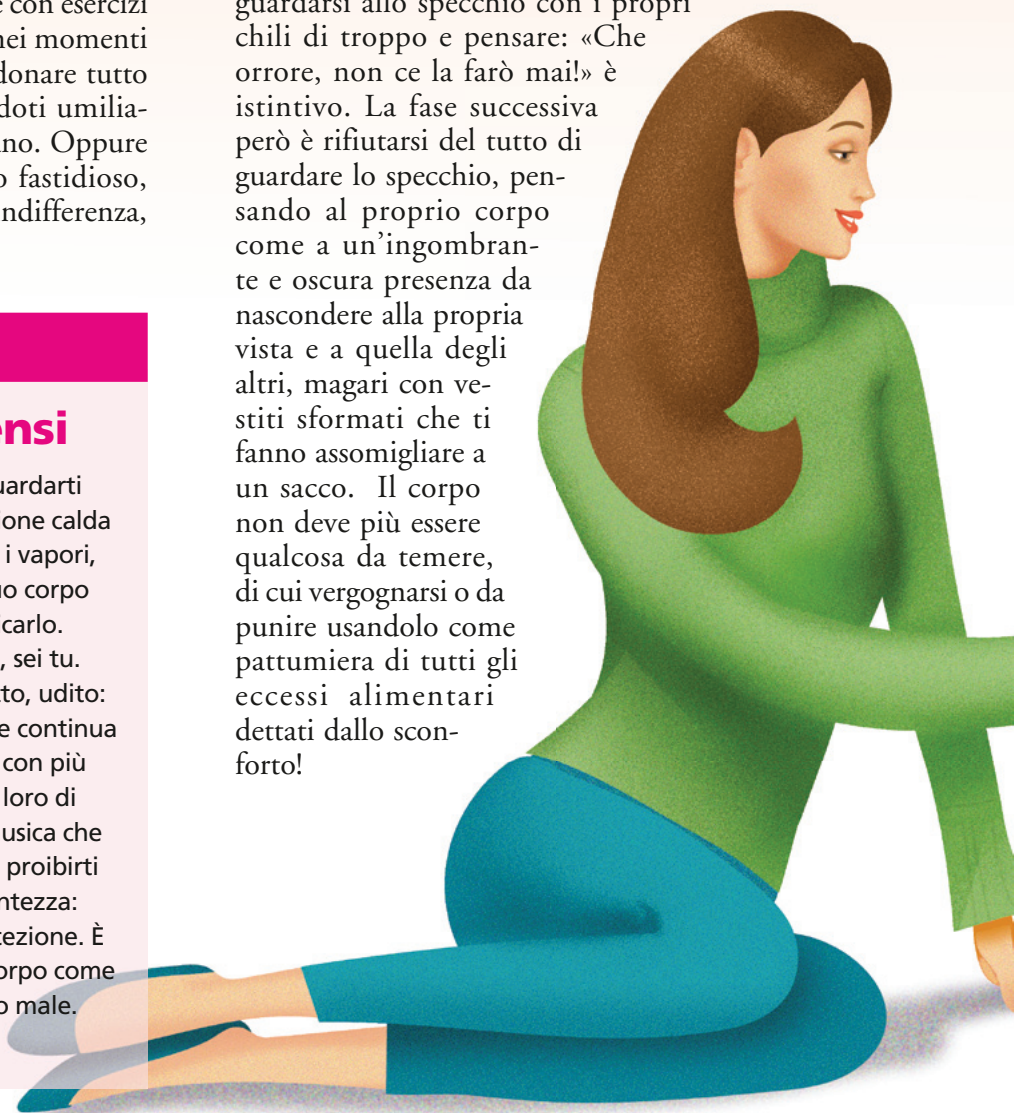 e con esercizi
nei momenti
donare tutto
doti umilia-
no. Oppure
o fastidioso,
ndifferenza,
ensi
uardarti
ione calda
i vapori,
uo corpo
icarlo.
, sei tu.
tto, udito:
e continua
con più
loro di
usica che
proibirti
ntezza:
tezione. È
orpo come
o male.
guardarsi allo specchio con i propri
chili di troppo e pensare: «Che
orrore, non ce la farò mai!» è
istintivo. La fase successiva
però è rifiutarsi del tutto di
guardare lo specchio, pen-
sando al proprio corpo
come a un'ingombran-
te e oscura presenza da
nascondere alla propria
vista e a quella degli
altri, magari con ve-
stiti sformati che ti
fanno assomigliare a
un sacco. Il corpo
non deve più essere
qualcosa da temere,
di cui vergognarsi o da
punire usandolo come
pattumiera di tutti gli
eccessi alimentari
dettati dallo scon-
forto!